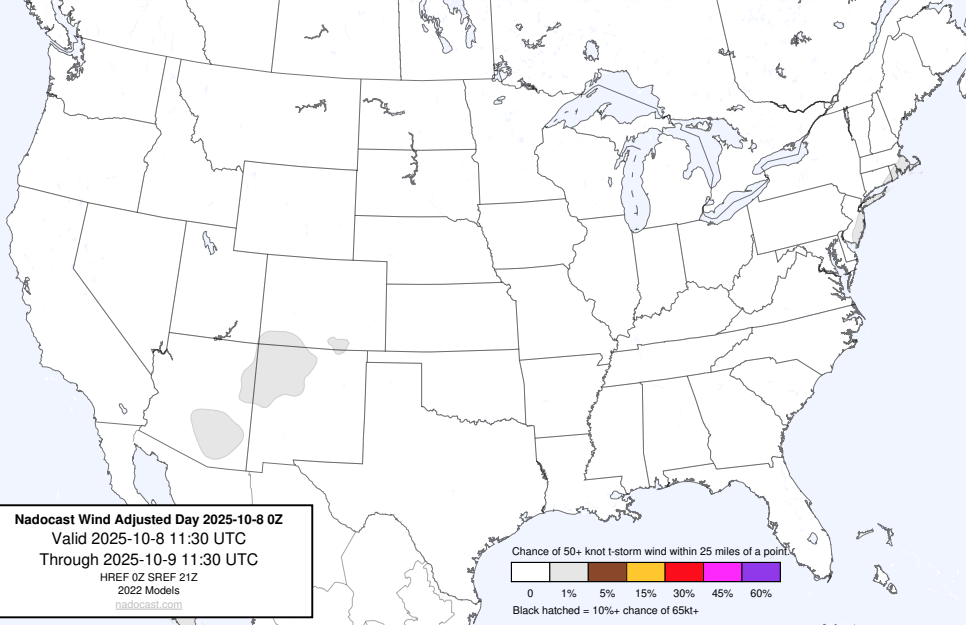 Nadocast Wind Adjusted Day 2025-10-8 0Z
Valid 2025-10-8 11:30 UTC
Through 2025-10-9 11:30 UTC
HREF 0Z SREF 21Z
2022 Models
nadocast.com
Chance of 50+ knot t-storm wind within 25 miles of a point.
0 1% 5% 15% 30% 45% 60%
Black hatched = 10%+ chance of 65kt+